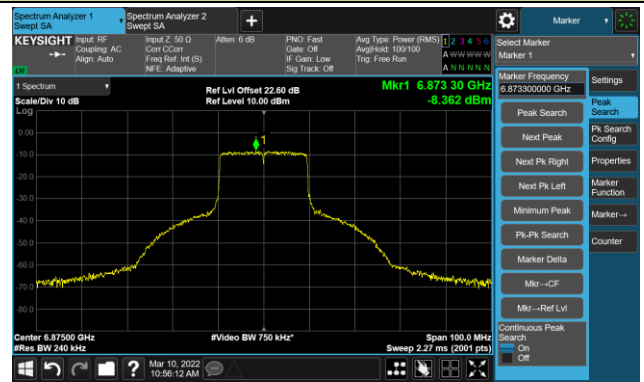 Spectrum Analyzer 1
Swept SA
Spectrum Analyzer 2
Swept SA
Marker
KEYSIGHT
Input: RF
Coupling: AC
Align: Auto
Input Z: 50 Ω
Corr CCorr
Freq Ref: Int (S)
NFE: Adaptive
Atten: 6 dB
PNO: Fast
Gate: Off
IF Gain: Low
Sig Track: Off
Avg Type: Power (RMS)
Avg|Hold: 100/100
Trig: Free Run
1 2 3 4 5 6
A W W W W W
A N N N N N
LW
1 Spectrum
Scale/Div 10 dB
Log
Ref Lvl Offset 22.60 dB
Ref Level 10.00 dBm
Mkr1 6.873 30 GHz
-8.362 dBm
1
0.00
-10.0
-20.0
-30.0
-40.0
-50.0
-60.0
-70.0
-80.0
Center 6.87500 GHz
#Res BW 240 kHz
#Video BW 750 kHz*
Span 100.0 MHz
Sweep 2.27 ms (2001 pts)
Select Marker
Marker 1
Marker Frequency
6.873300000 GHz
Peak Search
Next Peak
Next Pk Right
Next Pk Left
Minimum Peak
Pk-Pk Search
Marker Delta
Mkr→CF
Mkr→Ref Lvl
Continuous Peak
Search
On
Off
Settings
Peak
Search
Pk Search
Config
Properties
Marker
Function
Marker→
Counter
?
Mar 10, 2022
10:56:12 AM